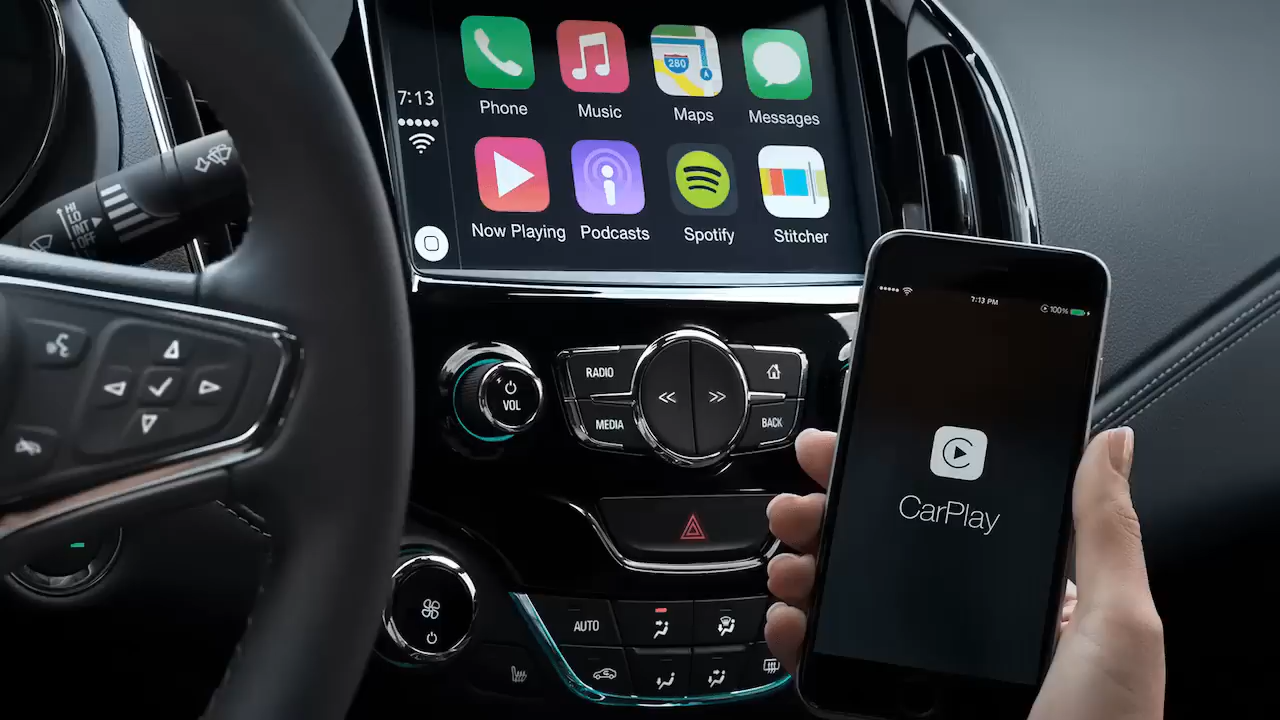 280
Phone
Music
Maps
Messages
7:13
Now Playing
Podcasts
Spotify
Stitcher
HI
LO
INT
OFF
7:13 PM
100%
RADIO
VOL
MEDIA
BACK
CarPlay
AUTO